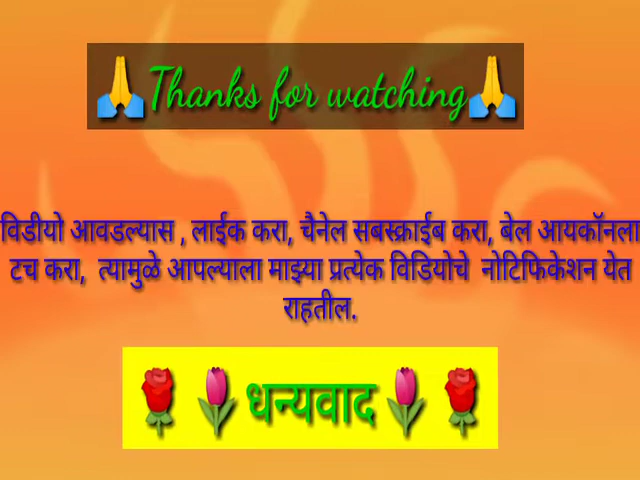 🙏Thanks for watching🙏
विडीयो आवडल्यास , लाईक करा, चैनेल सबस्क्राईब करा, बेल आयकॉनला
टच करा, त्यामुळे आपल्याला माझ्या प्रत्येक विडियोचे नोटिफिकेशन येत
राहतील.
🌹🌷धन्यवाद🌷🌹